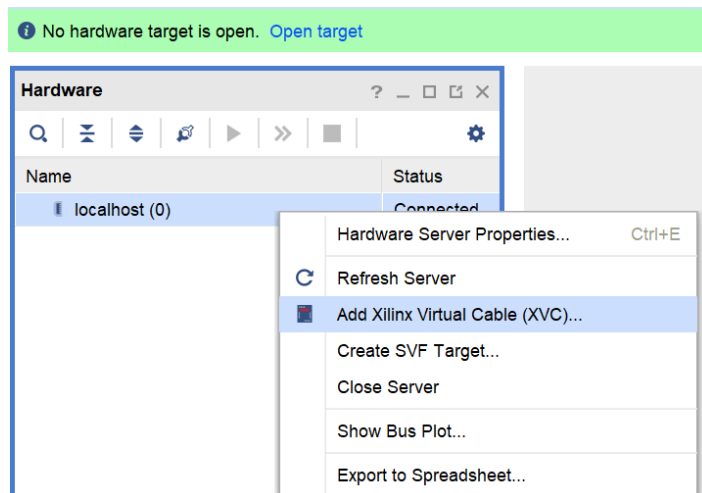 No hardware target is open. Open target
Hardware
Name Status
localhost (0) Connected
Hardware Server Properties... Ctrl+E
Refresh Server
Add Xilinx Virtual Cable (XVC)...
Create SVF Target...
Close Server
Show Bus Plot...
Export to Spreadsheet...